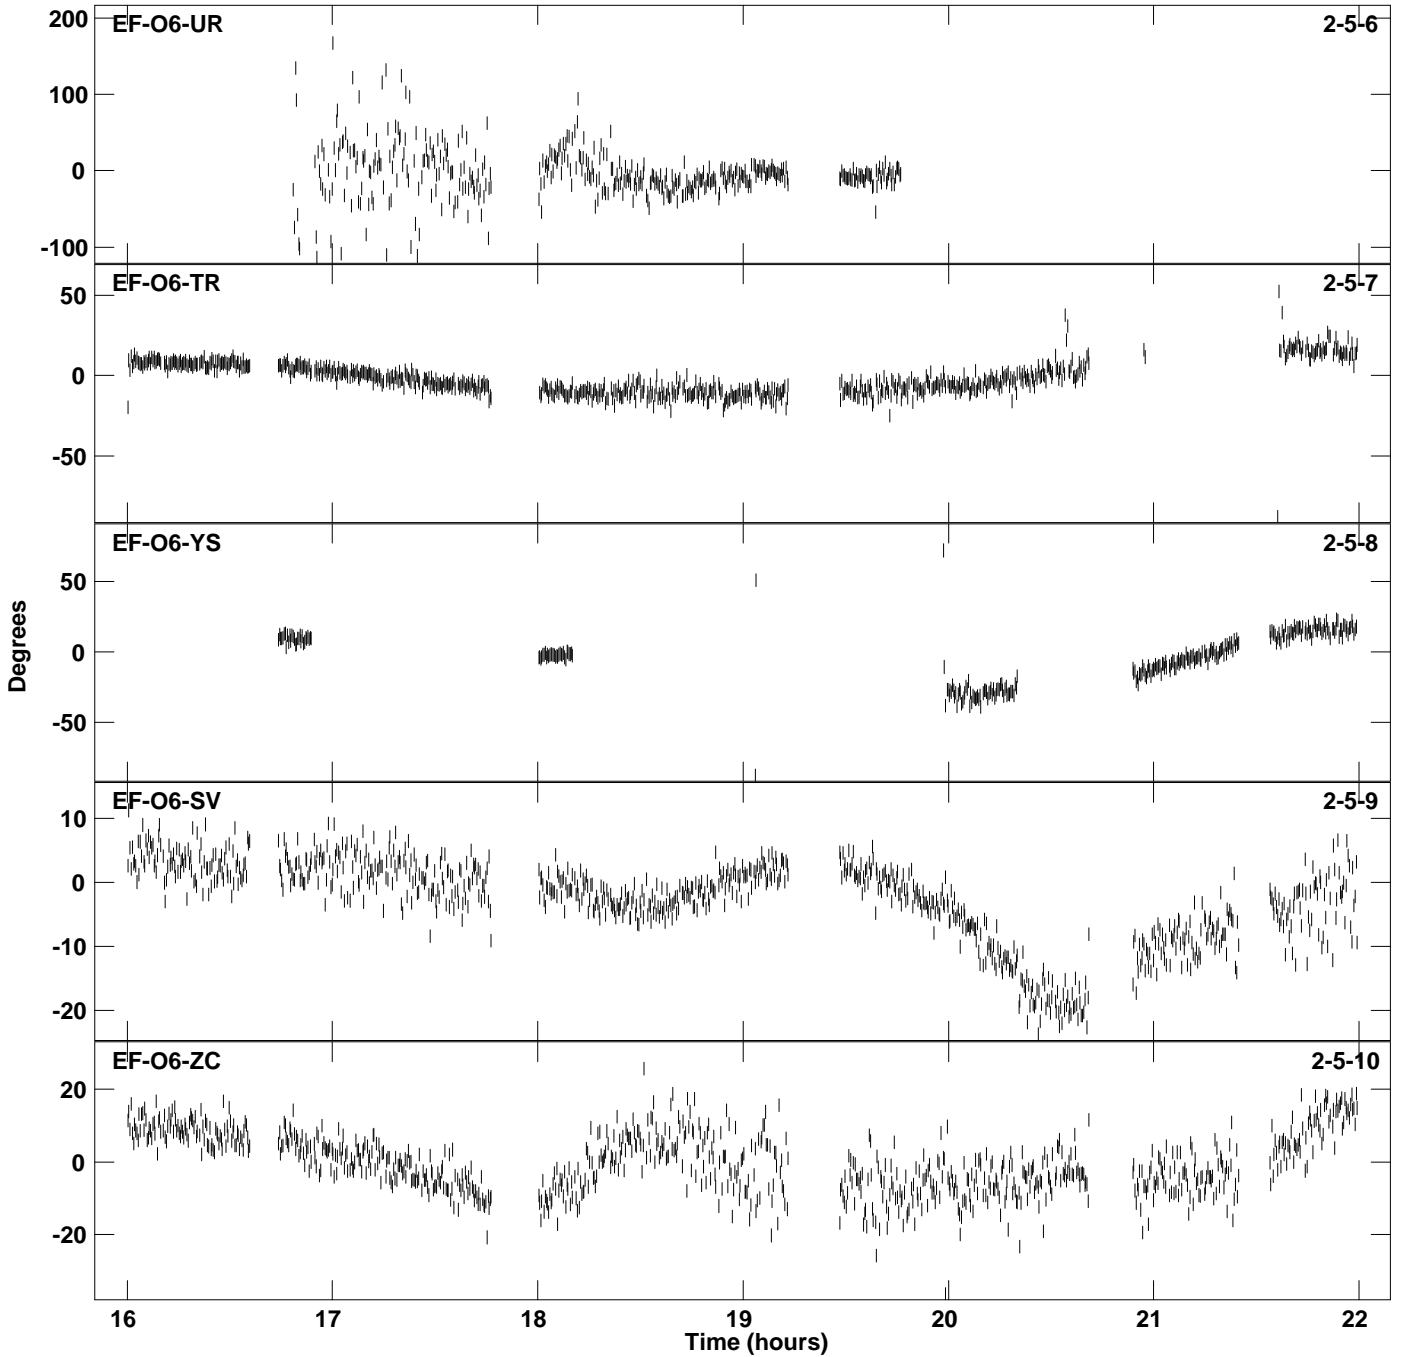 EF-O6-UR 2-5-6
200
100
0
-100
EF-O6-TR 2-5-7
50
0
-50
EF-O6-YS 2-5-8
50
0
-50
Degrees
EF-O6-SV 2-5-9
10
0
-10
-20
EF-O6-ZC 2-5-10
20
0
-20
16 17 18 19 20 21 22
Time (hours)